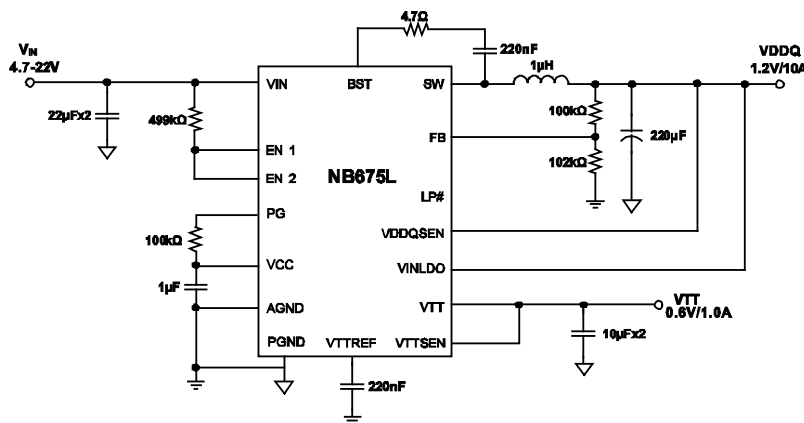 4.7Ω
VIN
4.7-22V
220nF
1µH
VDDQ
1.2V/10A
VIN
BST
SW
22µFx2
499kΩ
100kΩ
220µF
EN 1
FB
EN 2
NB675L
102kΩ
LP#
PG
100kΩ
VDDQSEN
VCC
VINLDO
1µF
AGND
VTT
VTT
0.6V/1.0A
PGND
VTTREF
VTTSEN
10µFx2
220nF